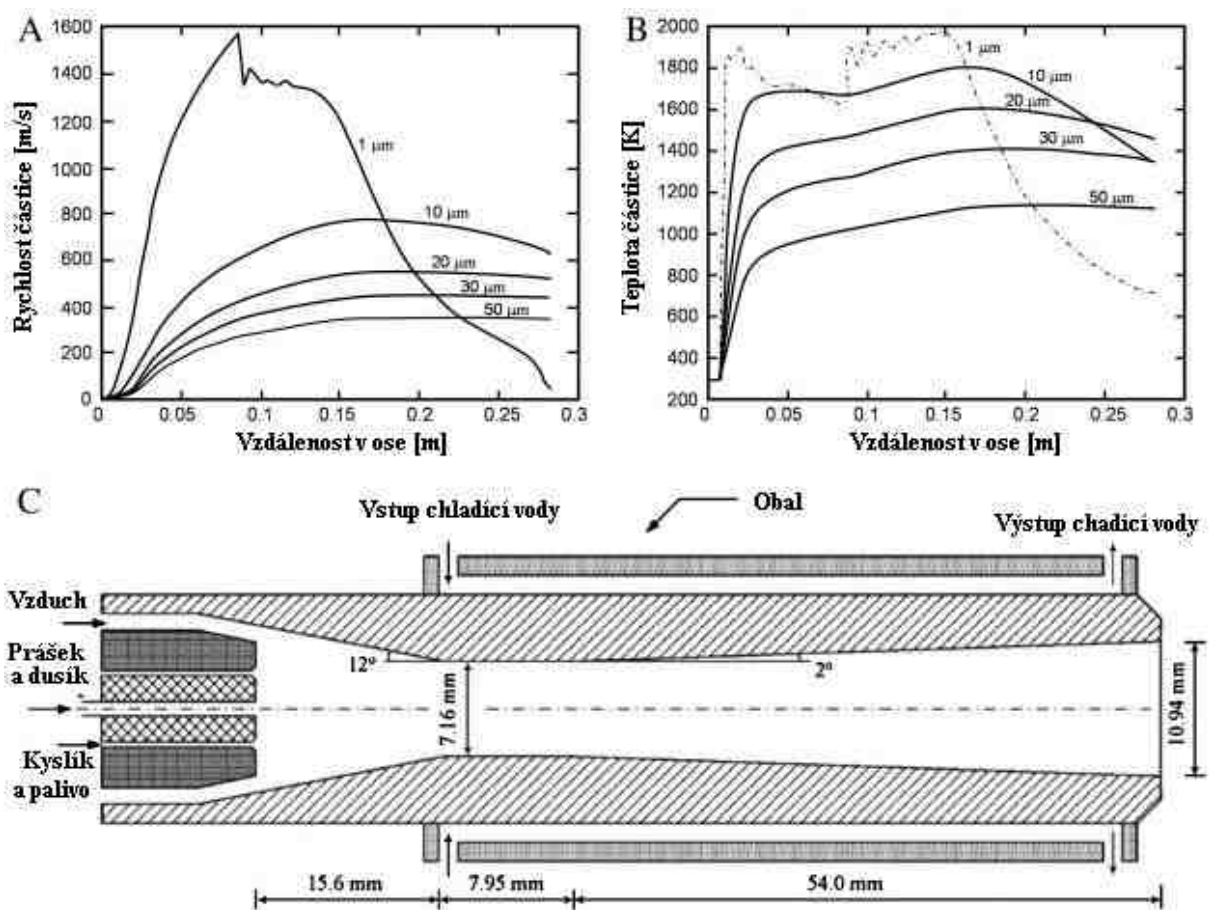 A
Rychlost částice [m/s]
1600
1400
1200
1000
800
600
400
200
0
1 μm
10 μm
20 μm
30 μm
50 μm
0 0.05 0.1 0.15 0.2 0.25 0.3
Vzdálenost v ose [m]
B
Teplota částice [K]
2000
1800
1600
1400
1200
1000
800
600
400
200
1 μm
10 μm
20 μm
30 μm
50 μm
0 0.05 0.1 0.15 0.2 0.25 0.3
Vzdálenost v ose [m]
C
Vstup chladící vody
Obal
Výstup chadící vody
Vzduch
Prášek
a dusík
Kyslík
a palivo
12º
7.16 mm
2º
10.94 mm
15.6 mm
7.95 mm
54.0 mm